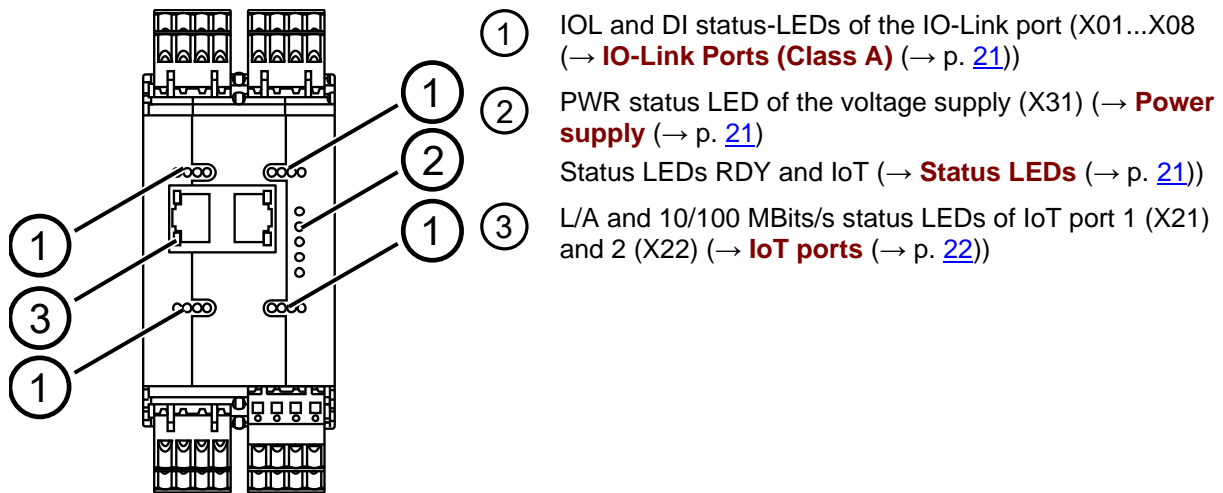 1
IOL and DI status-LEDs of the IO-Link port (X01...X08
(→ IO-Link Ports (Class A) (→ p. 21))
2
PWR status LED of the voltage supply (X31) (→ Power
supply (→ p. 21)
Status LEDs RDY and IoT (→ Status LEDs (→ p. 21))
3
L/A and 10/100 MBits/s status LEDs of IoT port 1 (X21)
and 2 (X22) (→ IoT ports (→ p. 22))
1
2
1
1
3
1